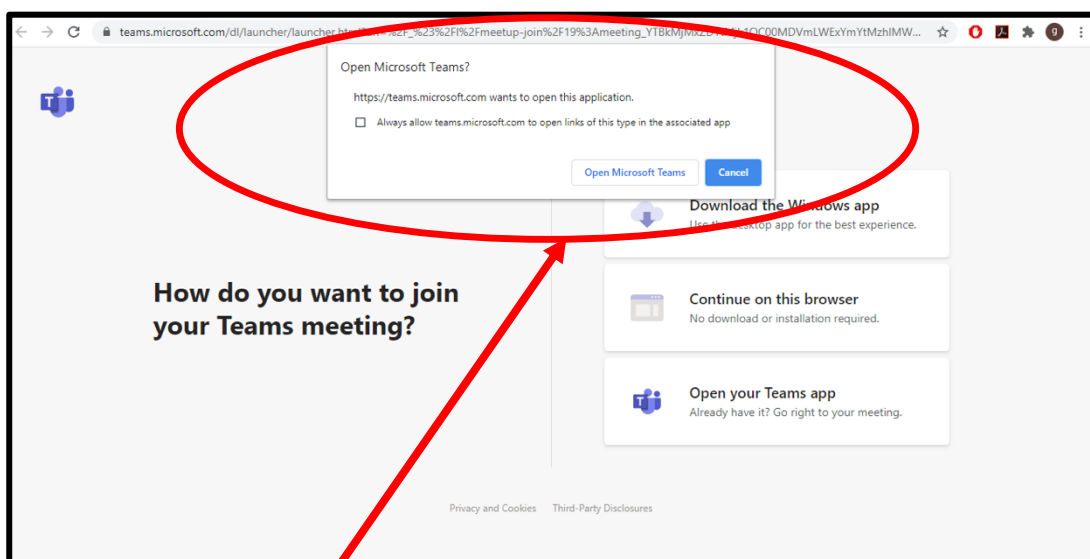 teams.microsoft.com/dl/launcher/launcher
Open Microsoft Teams?
https://teams.microsoft.com wants to open this application.
Always allow teams.microsoft.com to open links of this type in the associated app
Open Microsoft Teams Cancel
Download the Windows app
Use the desktop app for the best experience.
How do you want to join
your Teams meeting?
Continue on this browser
No download or installation required.
Open your Teams app
Already have it? Go right to your meeting.
Privacy and Cookies Third-Party Disclosures